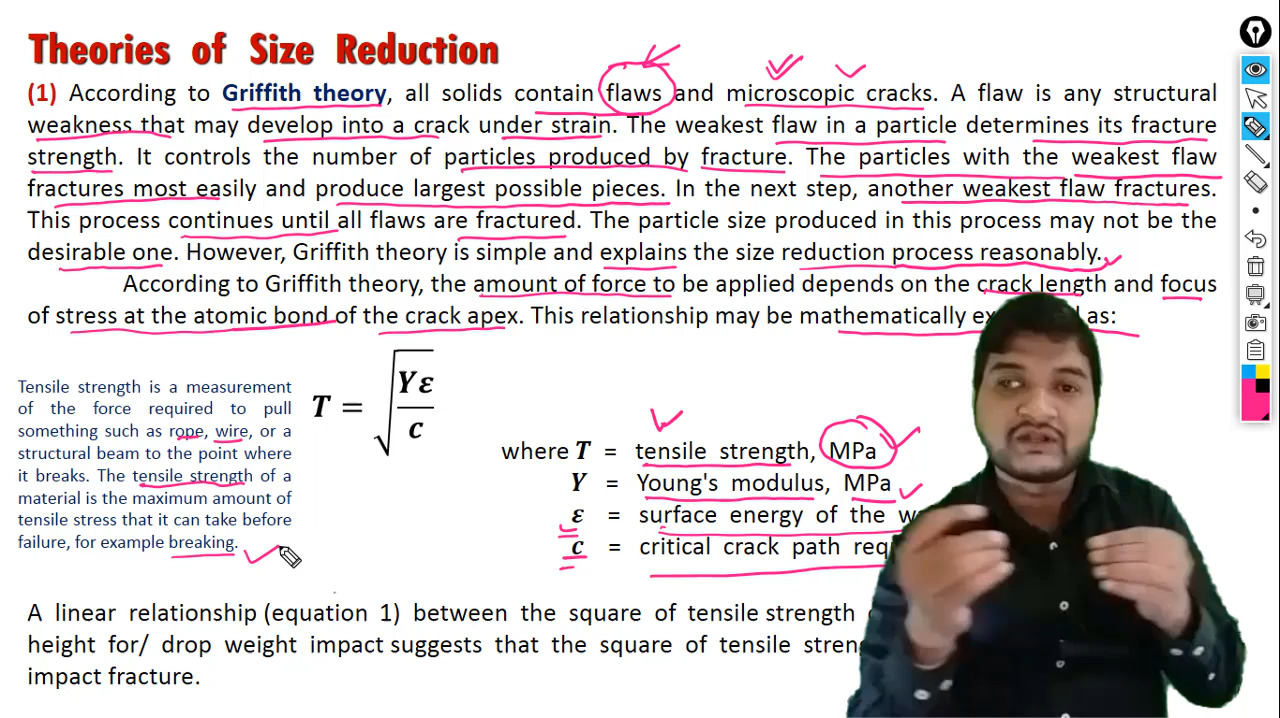 Theories of Size Reduction
(1) According to Griffith theory, all solids contain flaws and microscopic cracks. A flaw is any structural
weakness that may develop into a crack under strain. The weakest flaw in a particle determines its fracture
strength. It controls the number of particles produced by fracture. The particles with the weakest flaw
fractures most easily and produce largest possible pieces. In the next step, another weakest flaw fractures.
This process continues until all flaws are fractured. The particle size produced in this process may not be the
desirable one. However, Griffith theory is simple and explains the size reduction process reasonably.
According to Griffith theory, the amount of force to be applied depends on the crack length and focus
of stress at the atomic bond of the crack apex. This relationship may be mathematically as:
Tensile strength is a measurement
of the force required to pull
something such as rope, wire, or a
structural beam to the point where
it breaks. The tensile strength of a
material is the maximum amount of
tensile stress that it can take before
failure, for example breaking.
T = √(Yε/c)
where T = tensile strength, MPa
Y = Young's modulus, MPa
ε = surface energy of the
c = critical crack path
A linear relationship (equation 1) between the square of tensile strength
height for/ drop weight impact suggests that the square of tensile
impact fracture.